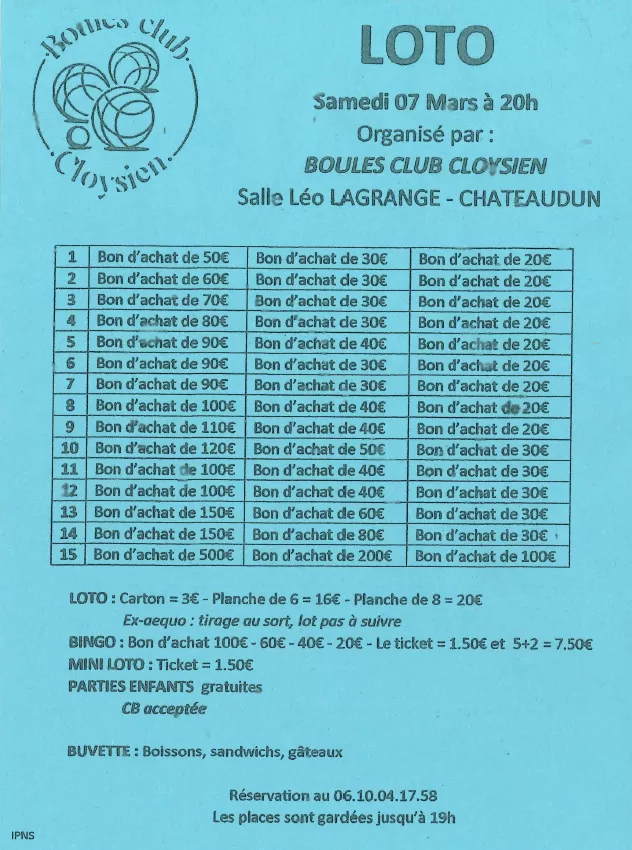 Boules club
Cloysien.
LOTO
Samedi 07 Mars à 20h
Organisé par :
BOULES CLUB CLOYSIEN
Salle Léo LAGRANGE - CHATEAUDUN
1 Bon d'achat de 50€ Bon d'achat de 30€ Bon d'achat de 20€
2 Bon d'achat de 60€ Bon d'achat de 30€ Bon d'achat de 20€
3 Bon d'achat de 70€ Bon d'achat de 30€ Bon d'achat de 20€
4 Bon d'achat de 80€ Bon d'achat de 30€ Bon d'achat de 20€
5 Bon d'achat de 90€ Bon d'achat de 40€ Bon d'achat de 20€
6 Bon d'achat de 90€ Bon d'achat de 30€ Bon d'achat de 20€
7 Bon d'achat de 90€ Bon d'achat de 30€ Bon d'achat de 20€
8 Bon d'achat de 100€ Bon d'achat de 40€ Bon d'achat de 20€
9 Bon d'achat de 110€ Bon d'achat de 40€ Bon d'achat de 20€
10 Bon d'achat de 120€ Bon d'achat de 50€ Bon d'achat de 30€
11 Bon d'achat de 100€ Bon d'achat de 40€ Bon d'achat de 30€
12 Bon d'achat de 100€ Bon d'achat de 40€ Bon d'achat de 30€
13 Bon d'achat de 150€ Bon d'achat de 60€ Bon d'achat de 30€
14 Bon d'achat de 150€ Bon d'achat de 80€ Bon d'achat de 30€
15 Bon d'achat de 500€ Bon d'achat de 200€ Bon d'achat de 100€
LOTO : Carton = 3€ - Planche de 6 = 16€ - Planche de 8 = 20€
Ex-aequo : tirage au sort, lot pas à suivre
BINGO : Bon d'achat 100€ - 60€ - 40€ - 20€ - Le ticket = 1.50€ et 5+2 = 7.50€
MINI LOTO : Ticket = 1.50€
PARTIES ENFANTS gratuites
CB acceptée
BUVETTE : Boissons, sandwichs, gâteaux
Réservation au 06.10.04.17.58
Les places sont gardées jusqu'à 19h
IPNS